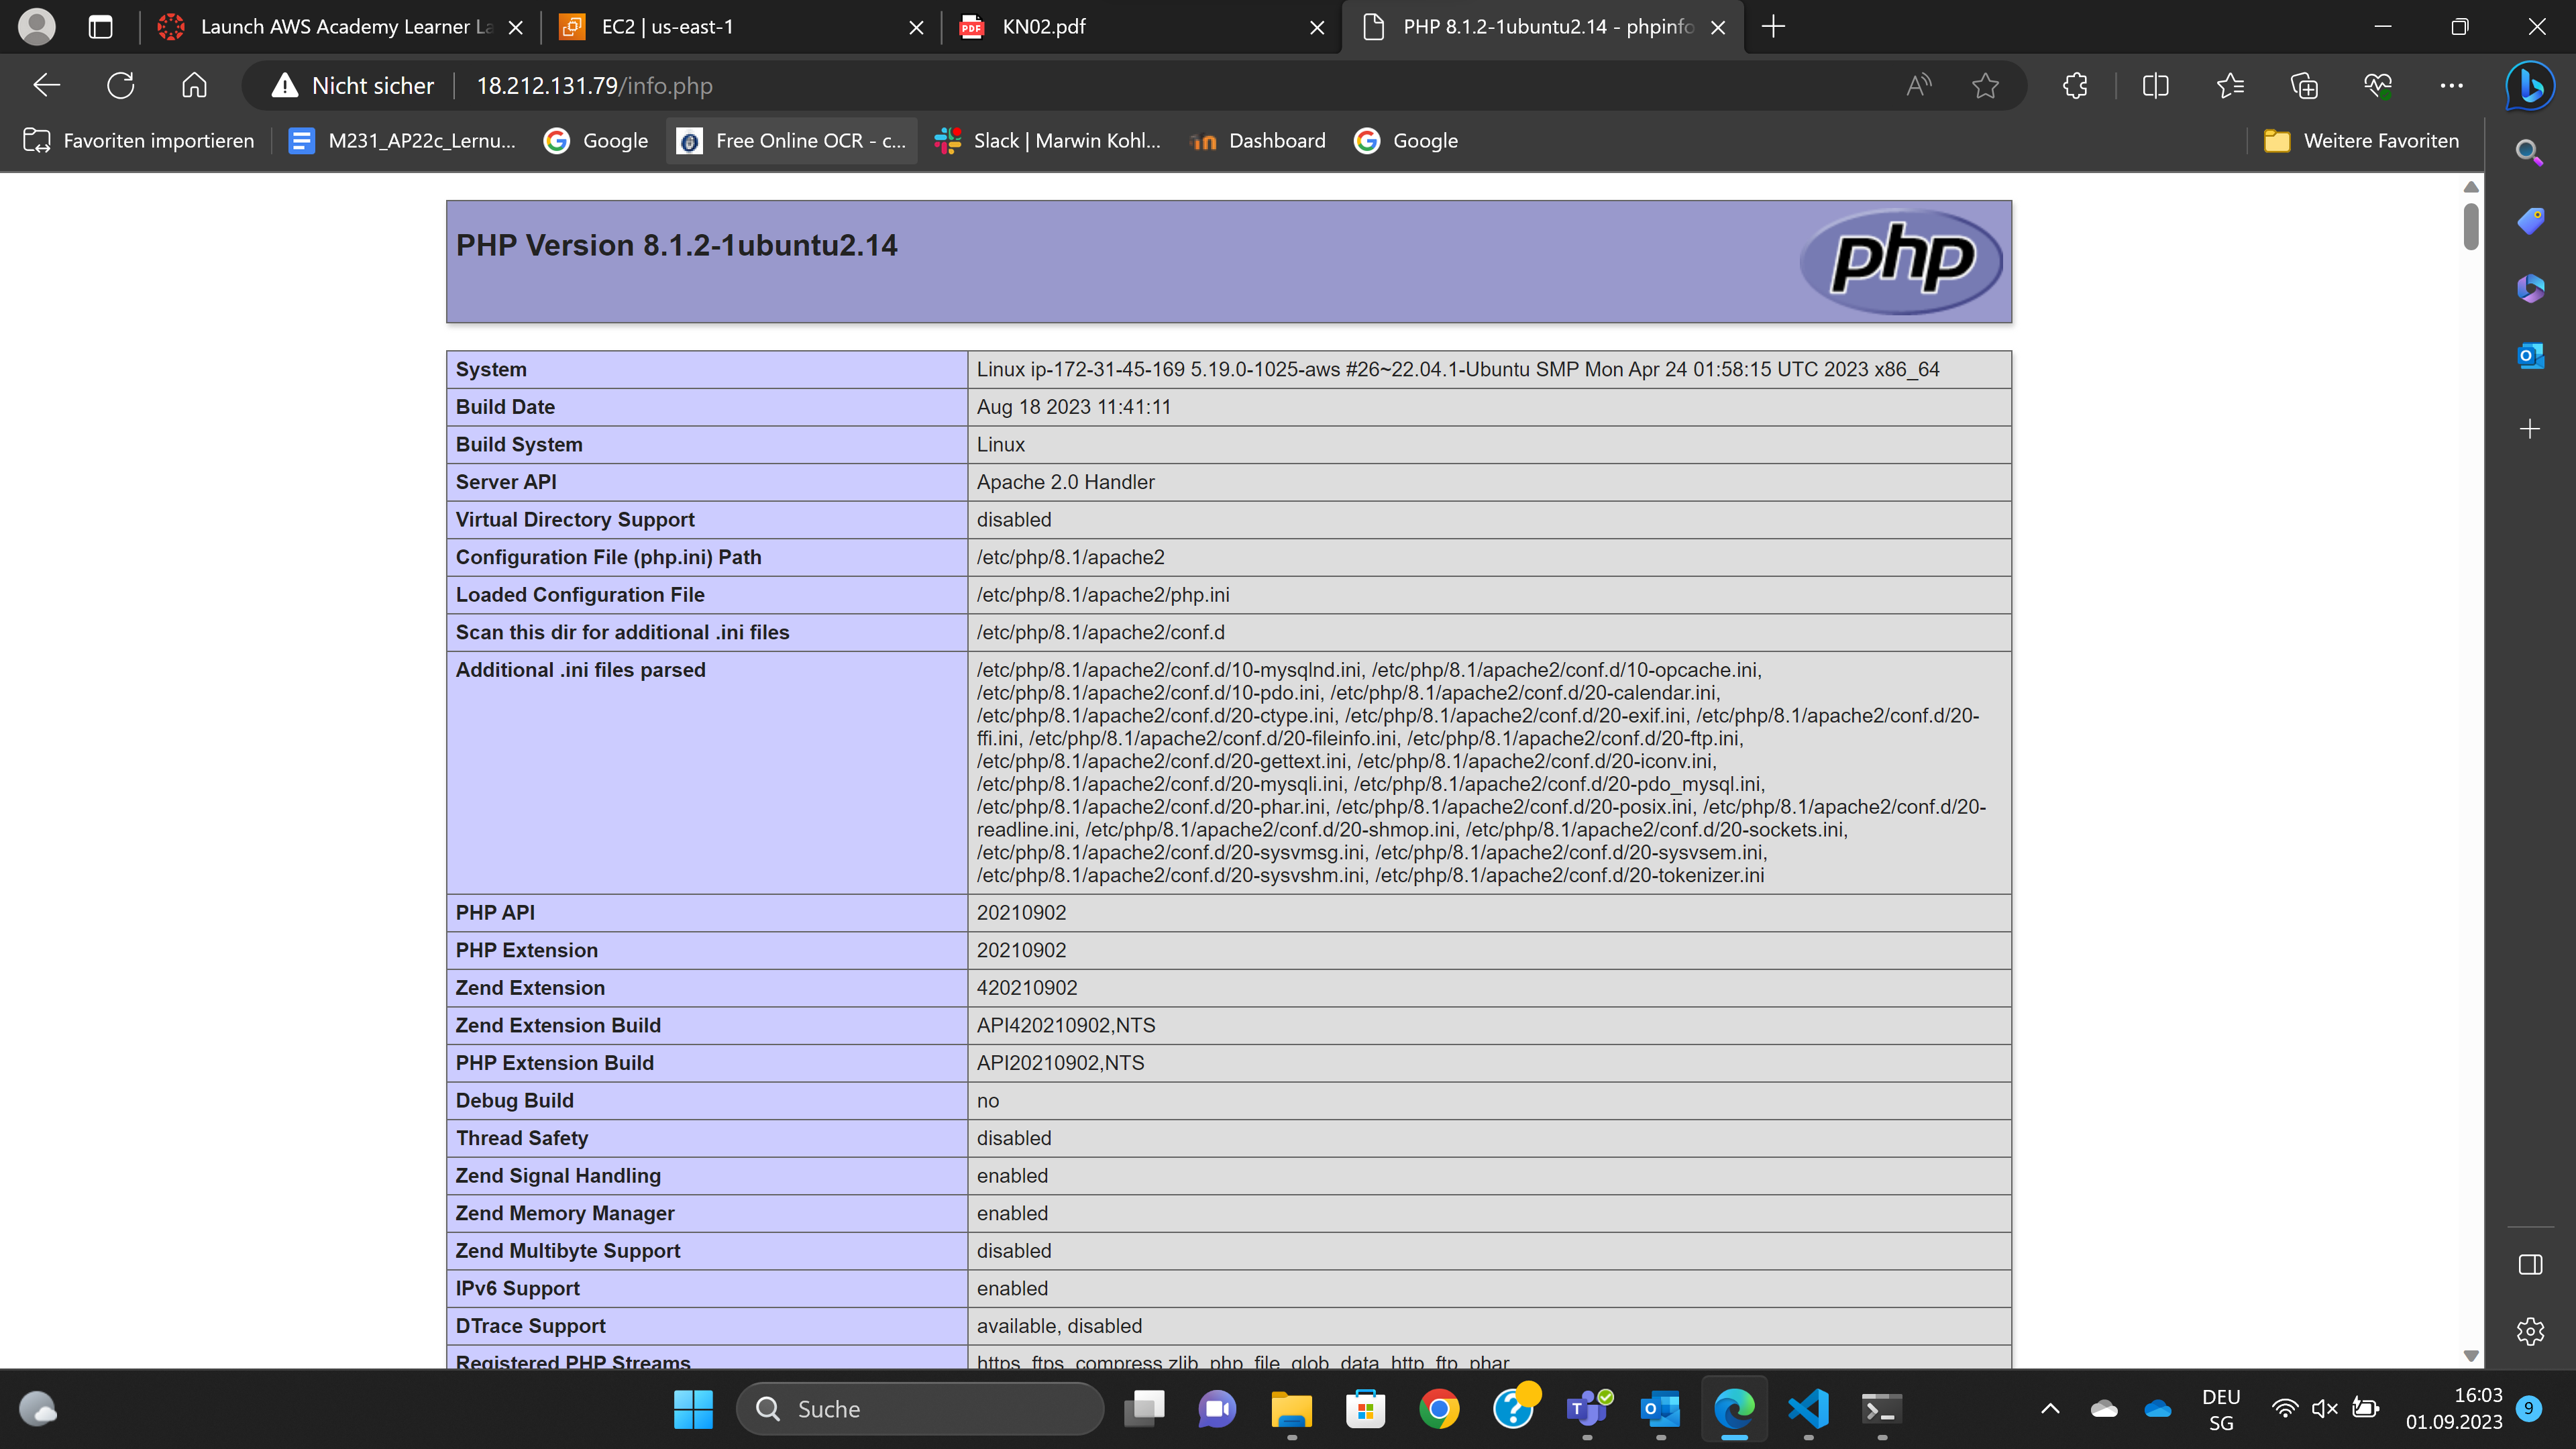 Launch AWS Academy Learner La
EC2 | us-east-1
KN02.pdf
PHP 8.1.2-1ubuntu2.14 - phpinfo
Nicht sicher
18.212.131.79/info.php
Favoriten importieren
M231_AP22c_Lernu...
Google
Free Online OCR - c...
Slack | Marwin Kohl...
Dashboard
Google
Weitere Favoriten
PHP Version 8.1.2-1ubuntu2.14
php
System Linux ip-172-31-45-169 5.19.0-1025-aws #26~22.04.1-Ubuntu SMP Mon Apr 24 01:58:15 UTC 2023 x86_64
Build Date Aug 18 2023 11:41:11
Build System Linux
Server API Apache 2.0 Handler
Virtual Directory Support disabled
Configuration File (php.ini) Path /etc/php/8.1/apache2
Loaded Configuration File /etc/php/8.1/apache2/php.ini
Scan this dir for additional .ini files /etc/php/8.1/apache2/conf.d
Additional .ini files parsed /etc/php/8.1/apache2/conf.d/10-mysqlnd.ini, /etc/php/8.1/apache2/conf.d/10-opcache.ini,
/etc/php/8.1/apache2/conf.d/10-pdo.ini, /etc/php/8.1/apache2/conf.d/20-calendar.ini,
/etc/php/8.1/apache2/conf.d/20-ctype.ini, /etc/php/8.1/apache2/conf.d/20-exif.ini, /etc/php/8.1/apache2/conf.d/20-
ffi.ini, /etc/php/8.1/apache2/conf.d/20-fileinfo.ini, /etc/php/8.1/apache2/conf.d/20-ftp.ini,
/etc/php/8.1/apache2/conf.d/20-gettext.ini, /etc/php/8.1/apache2/conf.d/20-iconv.ini,
/etc/php/8.1/apache2/conf.d/20-mysqli.ini, /etc/php/8.1/apache2/conf.d/20-pdo_mysql.ini,
/etc/php/8.1/apache2/conf.d/20-phar.ini, /etc/php/8.1/apache2/conf.d/20-posix.ini, /etc/php/8.1/apache2/conf.d/20-
readline.ini, /etc/php/8.1/apache2/conf.d/20-shmop.ini, /etc/php/8.1/apache2/conf.d/20-sockets.ini,
/etc/php/8.1/apache2/conf.d/20-sysvmsg.ini, /etc/php/8.1/apache2/conf.d/20-sysvsem.ini,
/etc/php/8.1/apache2/conf.d/20-sysvshm.ini, /etc/php/8.1/apache2/conf.d/20-tokenizer.ini
PHP API 20210902
PHP Extension 20210902
Zend Extension 420210902
Zend Extension Build API420210902,NTS
PHP Extension Build API20210902,NTS
Debug Build no
Thread Safety disabled
Zend Signal Handling enabled
Zend Memory Manager enabled
Zend Multibyte Support disabled
IPv6 Support enabled
DTrace Support available, disabled
Registered PHP Streams https, ftps, compress.zlib, php, file, glob, data, http, ftp, phar
Suche
DEU
SG
16:03
01.09.2023
9